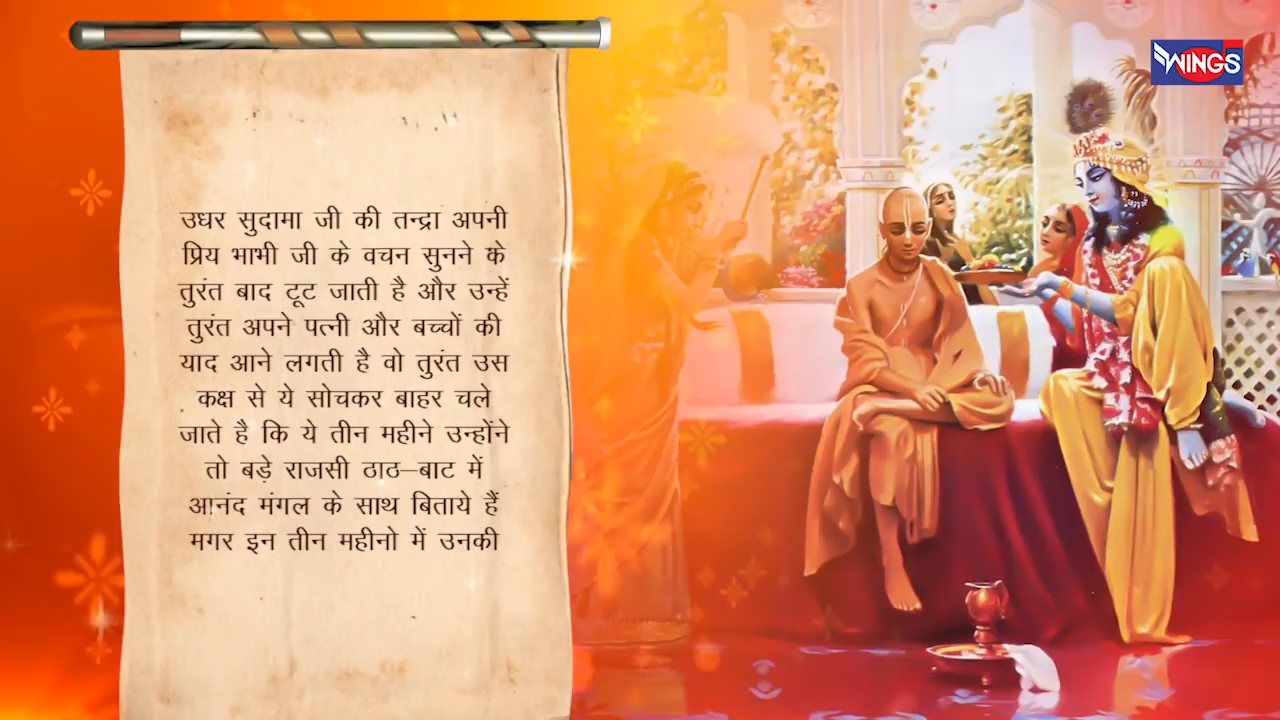 उधर सुदामा जी की तन्द्रा अपनी
प्रिय भाभी जी के वचन सुनने के
तुरंत बाद टूट जाती है और उन्हें
तुरंत अपने पत्नी और बच्चों की
याद आने लगती है वो तुरंत उस
कक्ष से ये सोचकर बाहर चले
जाते है कि ये तीन महीने उन्होंने
तो बड़े राजसी ठाठ–बाट में
आनंद मंगल के साथ बिताये हैं
मगर इन तीन महीनो में उनकी
WINGS